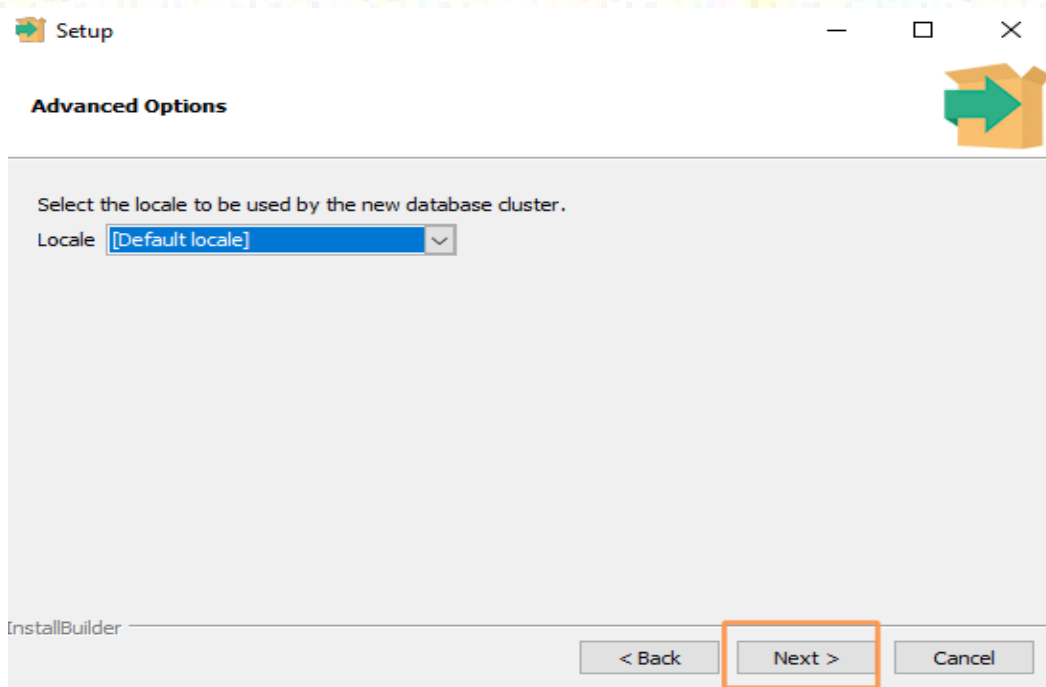 Setup
Advanced Options
Select the locale to be used by the new database cluster.
Locale [Default locale]
InstallBuilder
< Back Next > Cancel